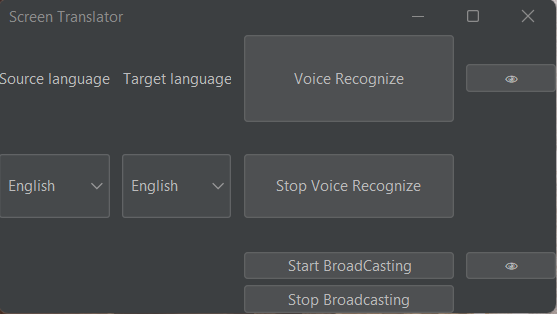 Screen Translator
Source language
Target language
Voice Recognize
English
English
Stop Voice Recognize
Start BroadCasting
Stop Broadcasting